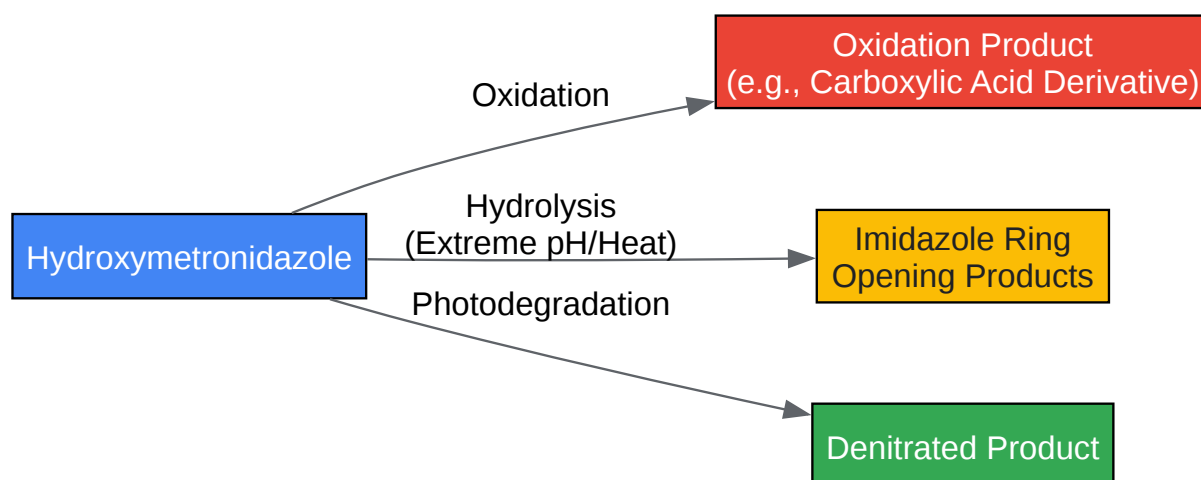 Oxidation Product
(e.g., Carboxylic Acid Derivative)
Oxidation
Hydroxymetronidazole
Hydrolysis
(Extreme pH/Heat)
Imidazole Ring
Opening Products
Photodegradation
Denitrated Product